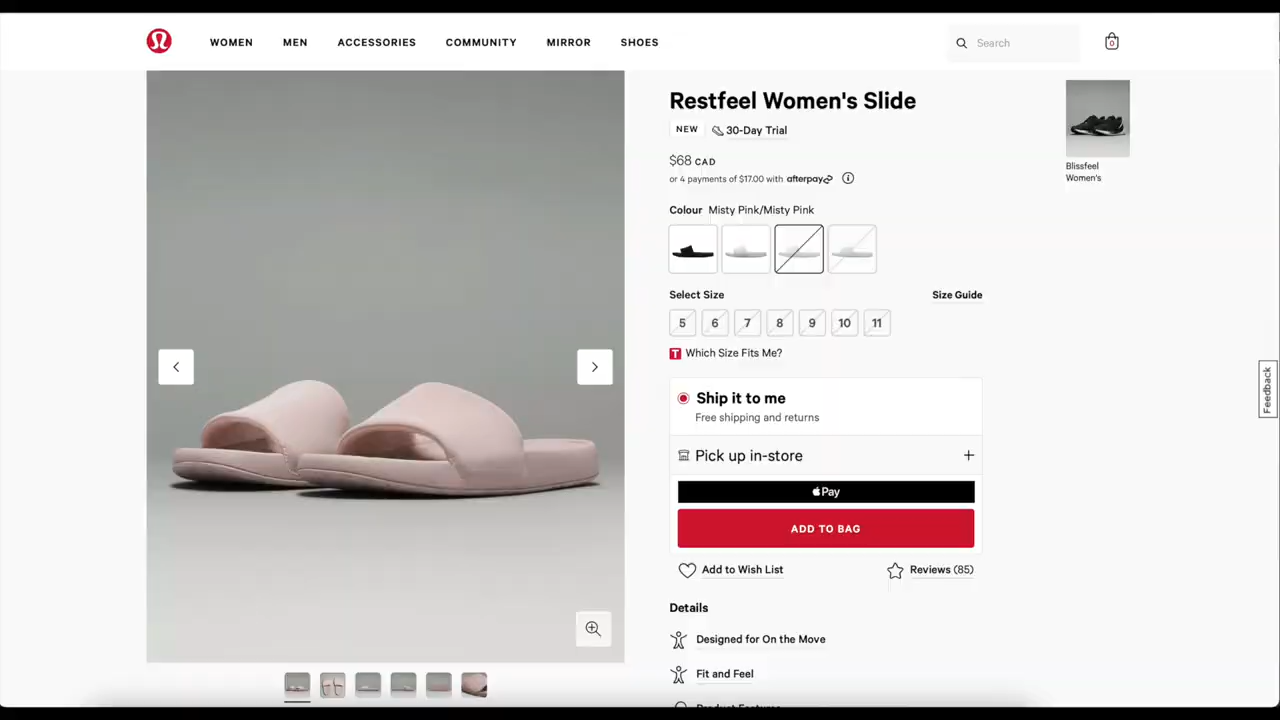 WOMEN MEN ACCESSORIES COMMUNITY MIRROR SHOES
Search
0
Restfeel Women's Slide
NEW 30-Day Trial
$68 CAD
or 4 payments of $17.00 with afterpay
Colour Misty Pink/Misty Pink
Select Size Size Guide
5 6 7 8 9 10 11
T Which Size Fits Me?
Ship it to me
Free shipping and returns
Pick up in-store
Pay
ADD TO BAG
Add to Wish List Reviews (85)
Details
Designed for On the Move
Fit and Feel
Blissfeel
Women's
Feedback